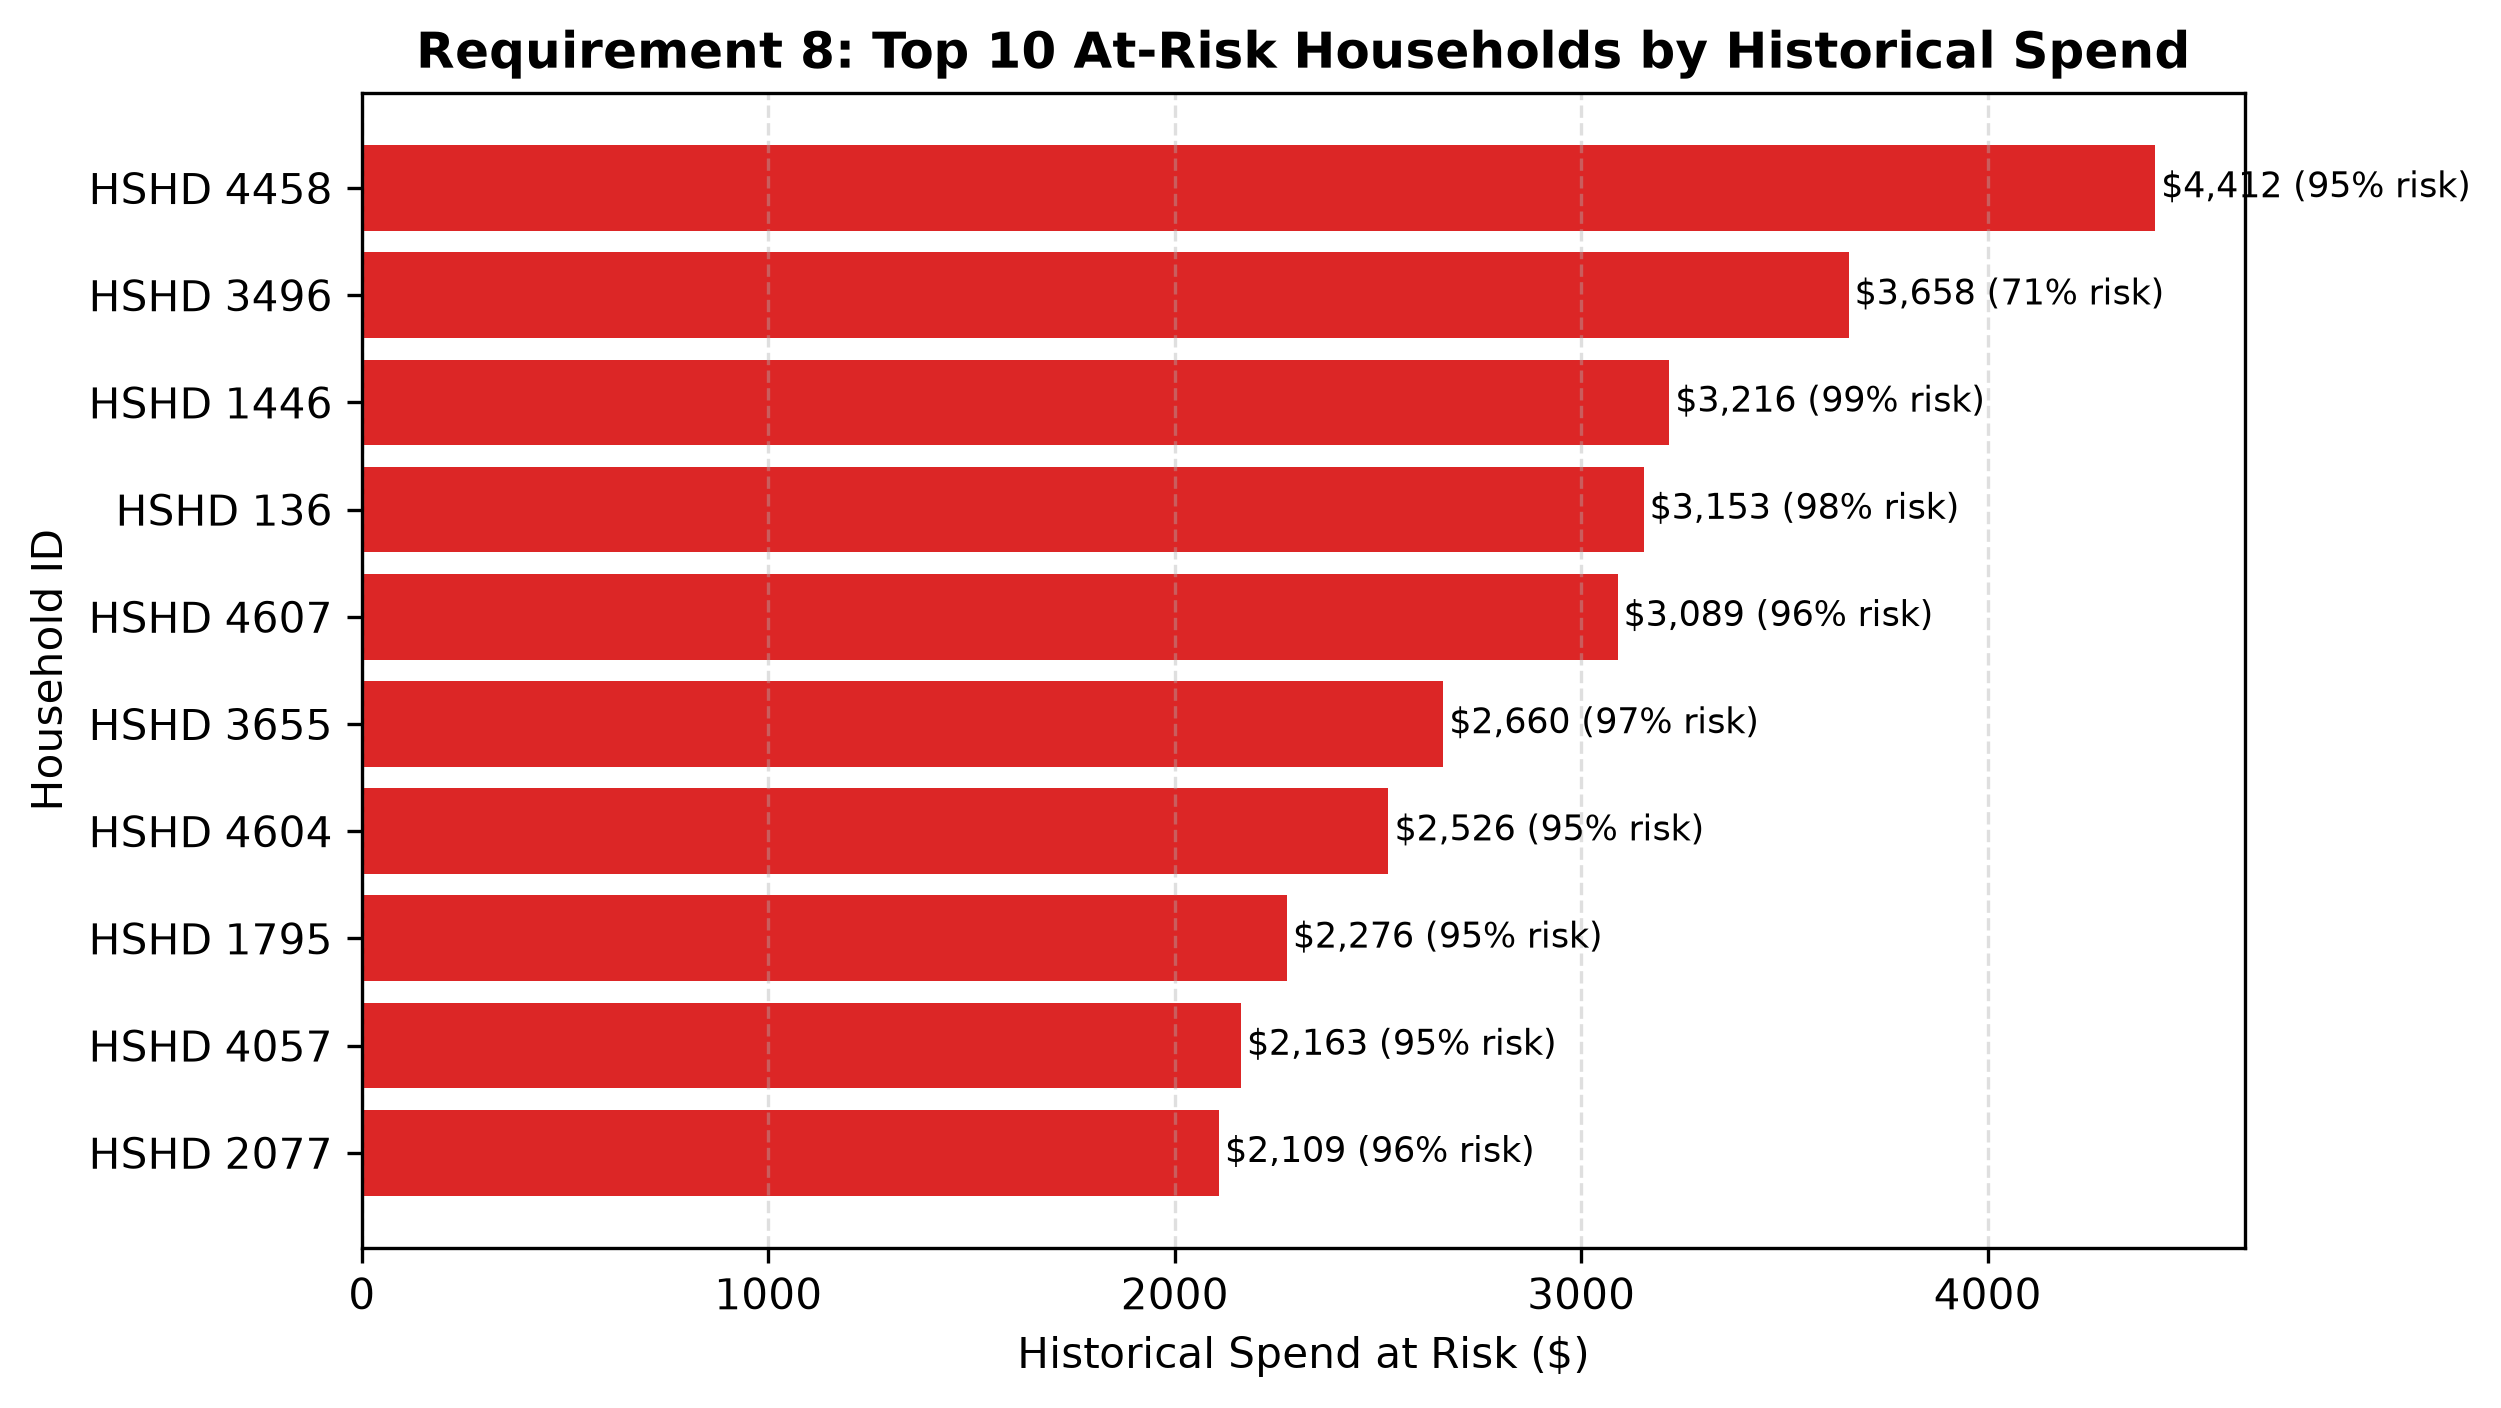 Requirement 8: Top 10 At-Risk Households by Historical Spend
Household ID
HSHD 4458 $4,412 (95% risk)
HSHD 3496 $3,658 (71% risk)
HSHD 1446 $3,216 (99% risk)
HSHD 136 $3,153 (98% risk)
HSHD 4607 $3,089 (96% risk)
HSHD 3655 $2,660 (97% risk)
HSHD 4604 $2,526 (95% risk)
HSHD 1795 $2,276 (95% risk)
HSHD 4057 $2,163 (95% risk)
HSHD 2077 $2,109 (96% risk)
0 1000 2000 3000 4000
Historical Spend at Risk ($)